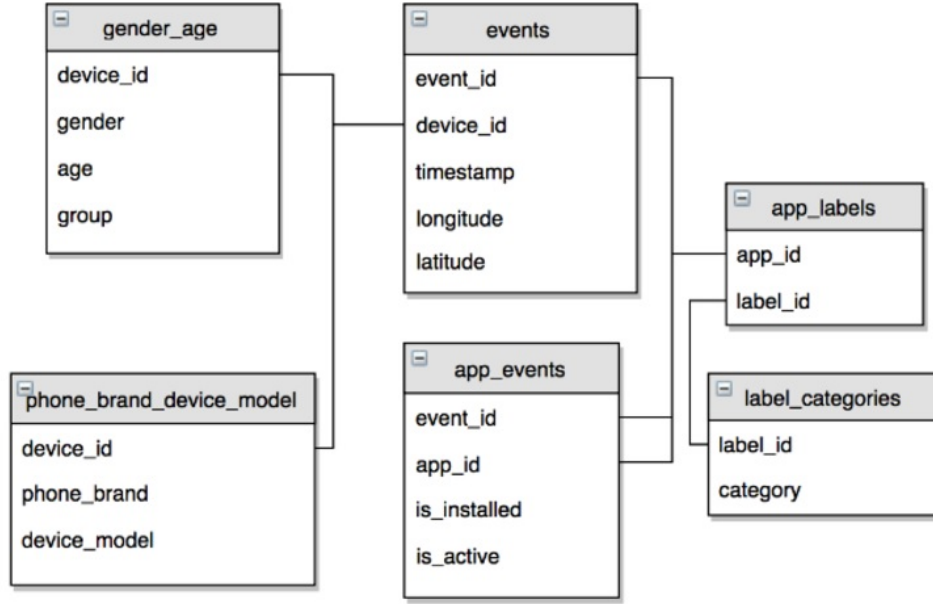 gender_age
device_id
gender
age
group
events
event_id
device_id
timestamp
longitude
latitude
app_labels
app_id
label_id
phone_brand_device_model
device_id
phone_brand
device_model
app_events
event_id
app_id
is_installed
is_active
label_categories
label_id
category